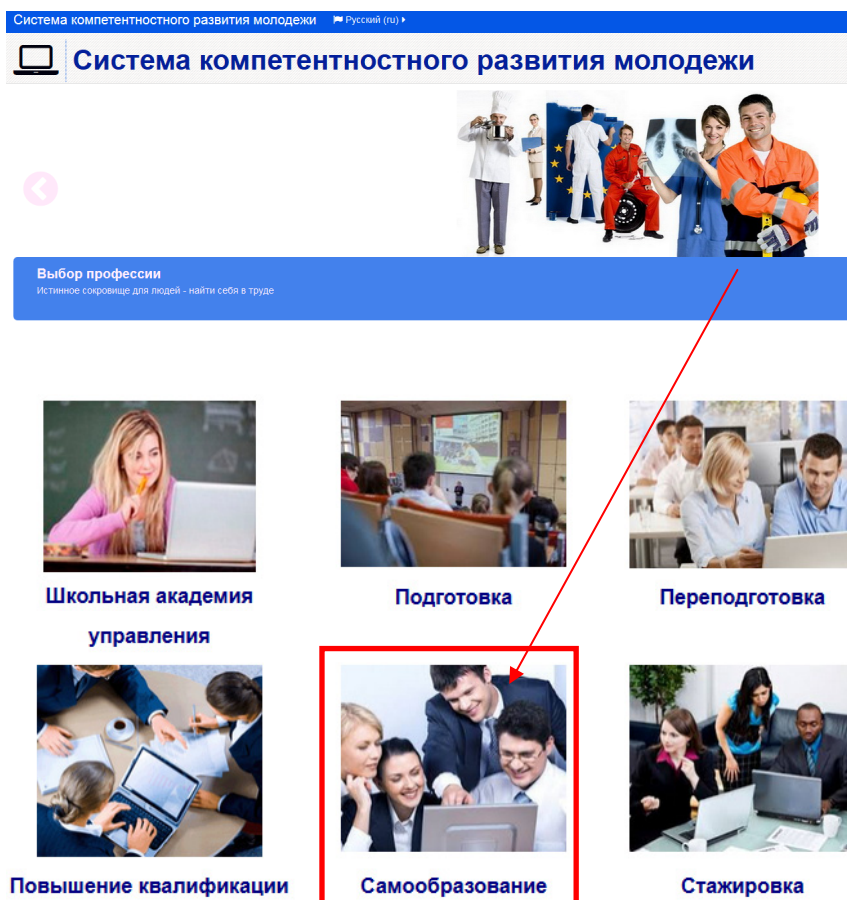 Система компетентностного развития молодежи Русский (ru)
Система компетентностного развития молодежи
Выбор профессии
Истинное сокровище для людей - найти себя в труде
Школьная академия
управления
Подготовка
Переподготовка
Повышение квалификации
Самообразование
Стажировка